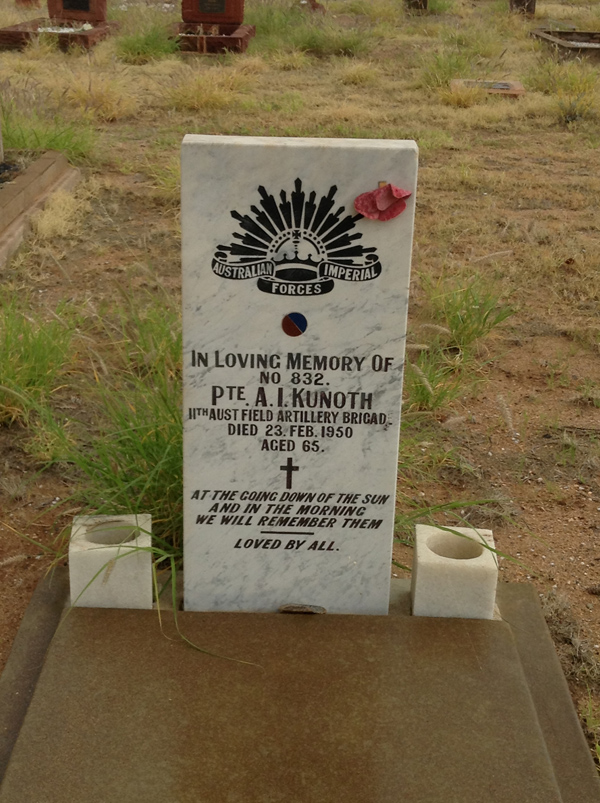 AUSTRALIAN IMPERIAL
FORCES
IN LOVING MEMORY OF
NO 832.
PTE. A.I. KUNOTH
11TH AUST FIELD ARTILLERY BRIGAD.
DIED 23. FEB. 1950
AGED 65.
AT THE GOING DOWN OF THE SUN
AND IN THE MORNING
WE WILL REMEMBER THEM
LOVED BY ALL.